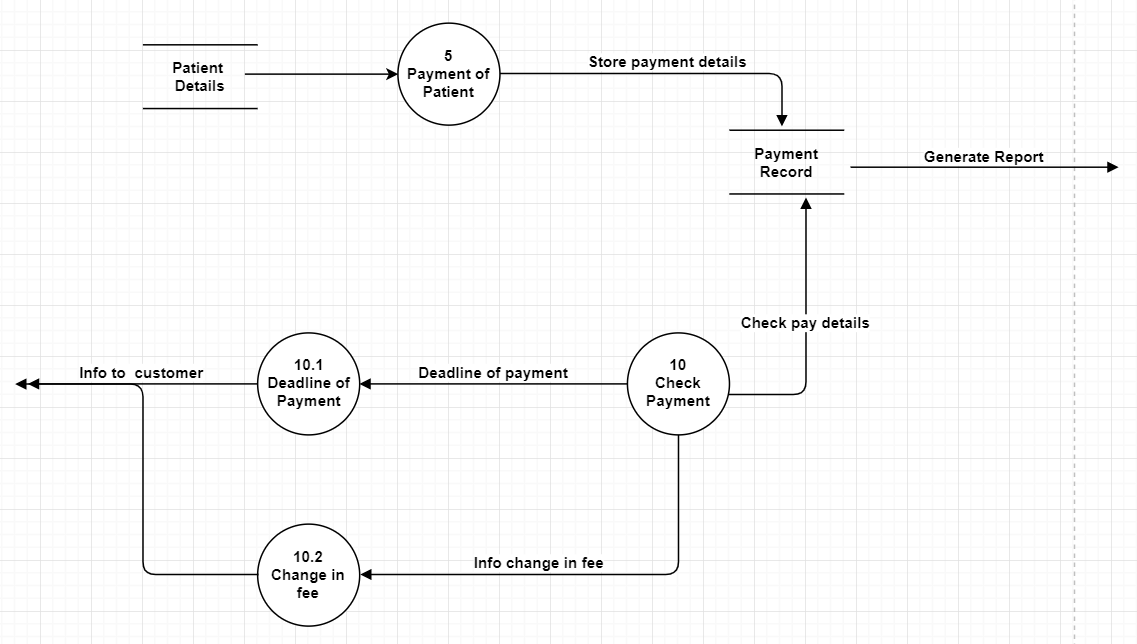 Patient
Details
5
Payment of
Patient
Store payment details
Payment
Record
Generate Report
Check pay details
10
Check
Payment
Deadline of payment
10.1
Deadline of
Payment
Info to  customer
Info change in fee
10.2
Change in
fee